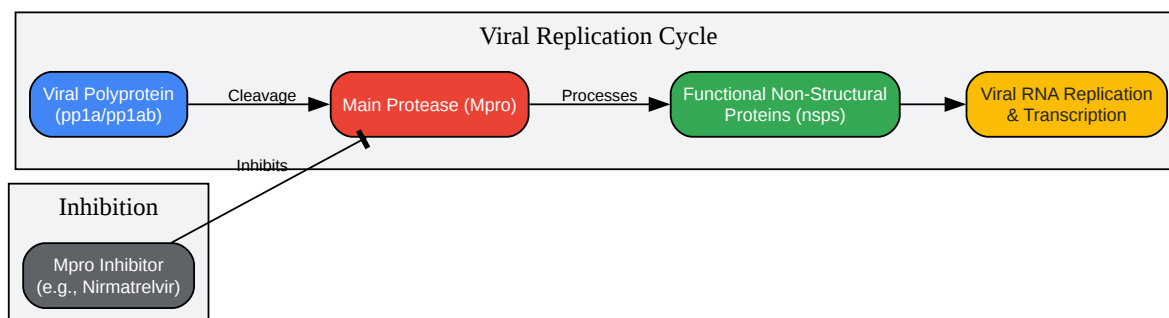 Viral Replication Cycle
Viral Polyprotein
(pp1a/pp1ab)
Cleavage
Main Protease (Mpro)
Processes
Functional Non-Structural
Proteins (nsps)
Viral RNA Replication
& Transcription
Inhibits
Inhibition
Mpro Inhibitor
(e.g., Nirmatrelvir)